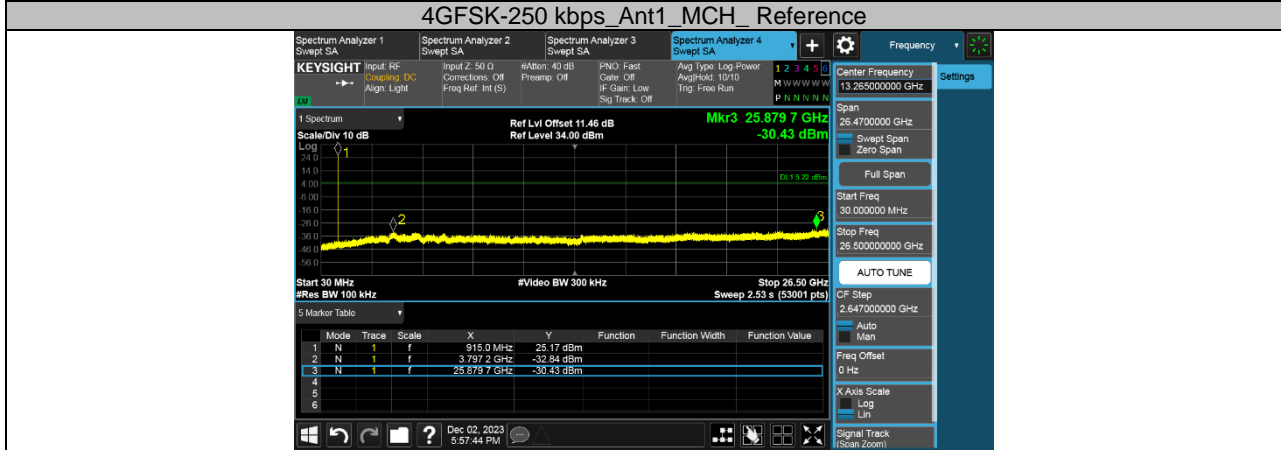 4GFSK-250 kbps_Ant1_MCH_ Reference
Spectrum Analyzer 1
Swept SA
Spectrum Analyzer 2
Swept SA
Spectrum Analyzer 3
Swept SA
Spectrum Analyzer 4
Swept SA
Frequency
KEYSIGHT
LXI
Input: RF
Coupling: DC
Align: Light
Input Z: 50 Ω
Corrections: Off
Freq Ref: Int (S)
#Atten: 40 dB
Preamp: Off
PNO: Fast
Gate: Off
IF Gain: Low
Sig Track: Off
Avg Type: Log-Power
Avg|Hold: 10/10
Trig: Free Run
1 2 3 4 5 6
M W W W W W
P N N N N N
Center Frequency
13.265000000 GHz
Settings
Span
26.4700000 GHz
Swept Span
Zero Span
Full Span
Start Freq
30.000000 MHz
Stop Freq
26.500000000 GHz
AUTO TUNE
CF Step
2.647000000 GHz
Auto
Man
Freq Offset
0 Hz
X Axis Scale
Log
Lin
Signal Track
(Span Zoom)
1 Spectrum
Scale/Div 10 dB
Ref Lvl Offset 11.46 dB
Ref Level 34.00 dBm
Mkr3 25.879 7 GHz
-30.43 dBm
Log
24.0
14.0
4.00
-6.00
-16.0
-26.0
-36.0
-46.0
-56.0
1
2
3
DL1 5.22 dBm
Start 30 MHz
#Res BW 100 kHz
#Video BW 300 kHz
Stop 26.50 GHz
Sweep 2.53 s (53001 pts)
5 Marker Table
Mode Trace Scale X Y Function Function Width Function Value
1 N 1 f 915.0 MHz 25.17 dBm
2 N 1 f 3.797 2 GHz -32.84 dBm
3 N 1 f 25.879 7 GHz -30.43 dBm
4
5
6
?
Dec 02, 2023
5:57:44 PM